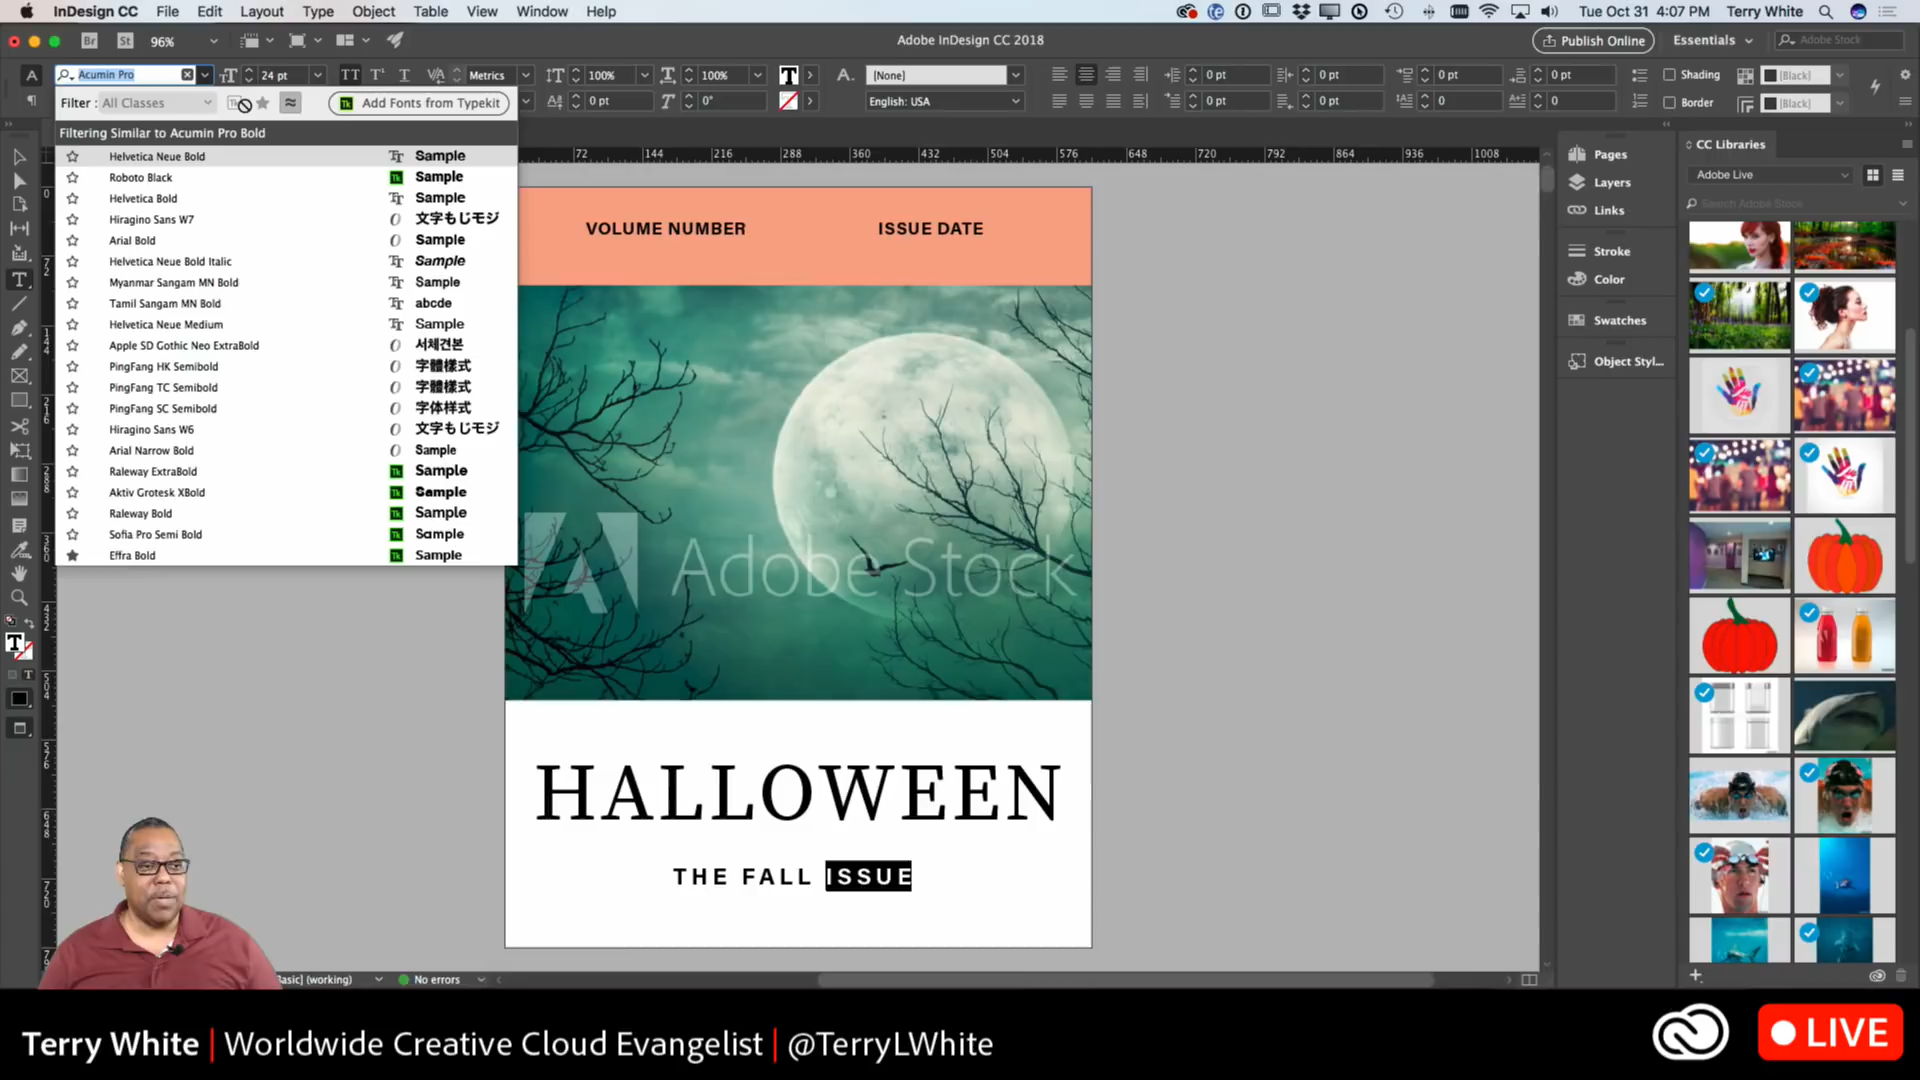 InDesign CC File Edit Layout Type Object Table View Window Help
Tue Oct 31 4:07 PM Terry White
Br St 96%
Adobe InDesign CC 2018
Publish Online Essentials Adobe Stock
A Acumin Pro 24 pt Metrics 100% 100% T A. [None] 0 pt 0 pt 0 pt 0 pt Shading [Black]
0 pt 0° English: USA 0 pt 0 pt 0 0 Border [Black]
Filter : All Classes Add Fonts from Typekit
Filtering Similar to Acumin Pro Bold
Helvetica Neue Bold Sample
Roboto Black Sample
Helvetica Bold Sample
Hiragino Sans W7 文字もじモジ
Arial Bold Sample
Helvetica Neue Bold Italic Sample
Myanmar Sangam MN Bold Sample
Tamil Sangam MN Bold abcde
Helvetica Neue Medium Sample
Apple SD Gothic Neo ExtraBold 서체견본
PingFang HK Semibold 字體樣式
PingFang TC Semibold 字體樣式
PingFang SC Semibold 字体样式
Hiragino Sans W6 文字もじモジ
Arial Narrow Bold Sample
Raleway ExtraBold Sample
Aktiv Grotesk XBold Sample
Raleway Bold Sample
Sofia Pro Semi Bold Sample
Effra Bold Sample
72 144 216 288 360 432 504 576 648 720 792 864 936 1008
VOLUME NUMBER ISSUE DATE
Adobe Stock
HALLOWEEN
THE FALL ISSUE
Pages
Layers
Links
Stroke
Color
Swatches
Object Styl...
CC Libraries
Adobe Live
Search Adobe Stock
Basic] (working) No errors
Terry White | Worldwide Creative Cloud Evangelist | @TerryLWhite
LIVE